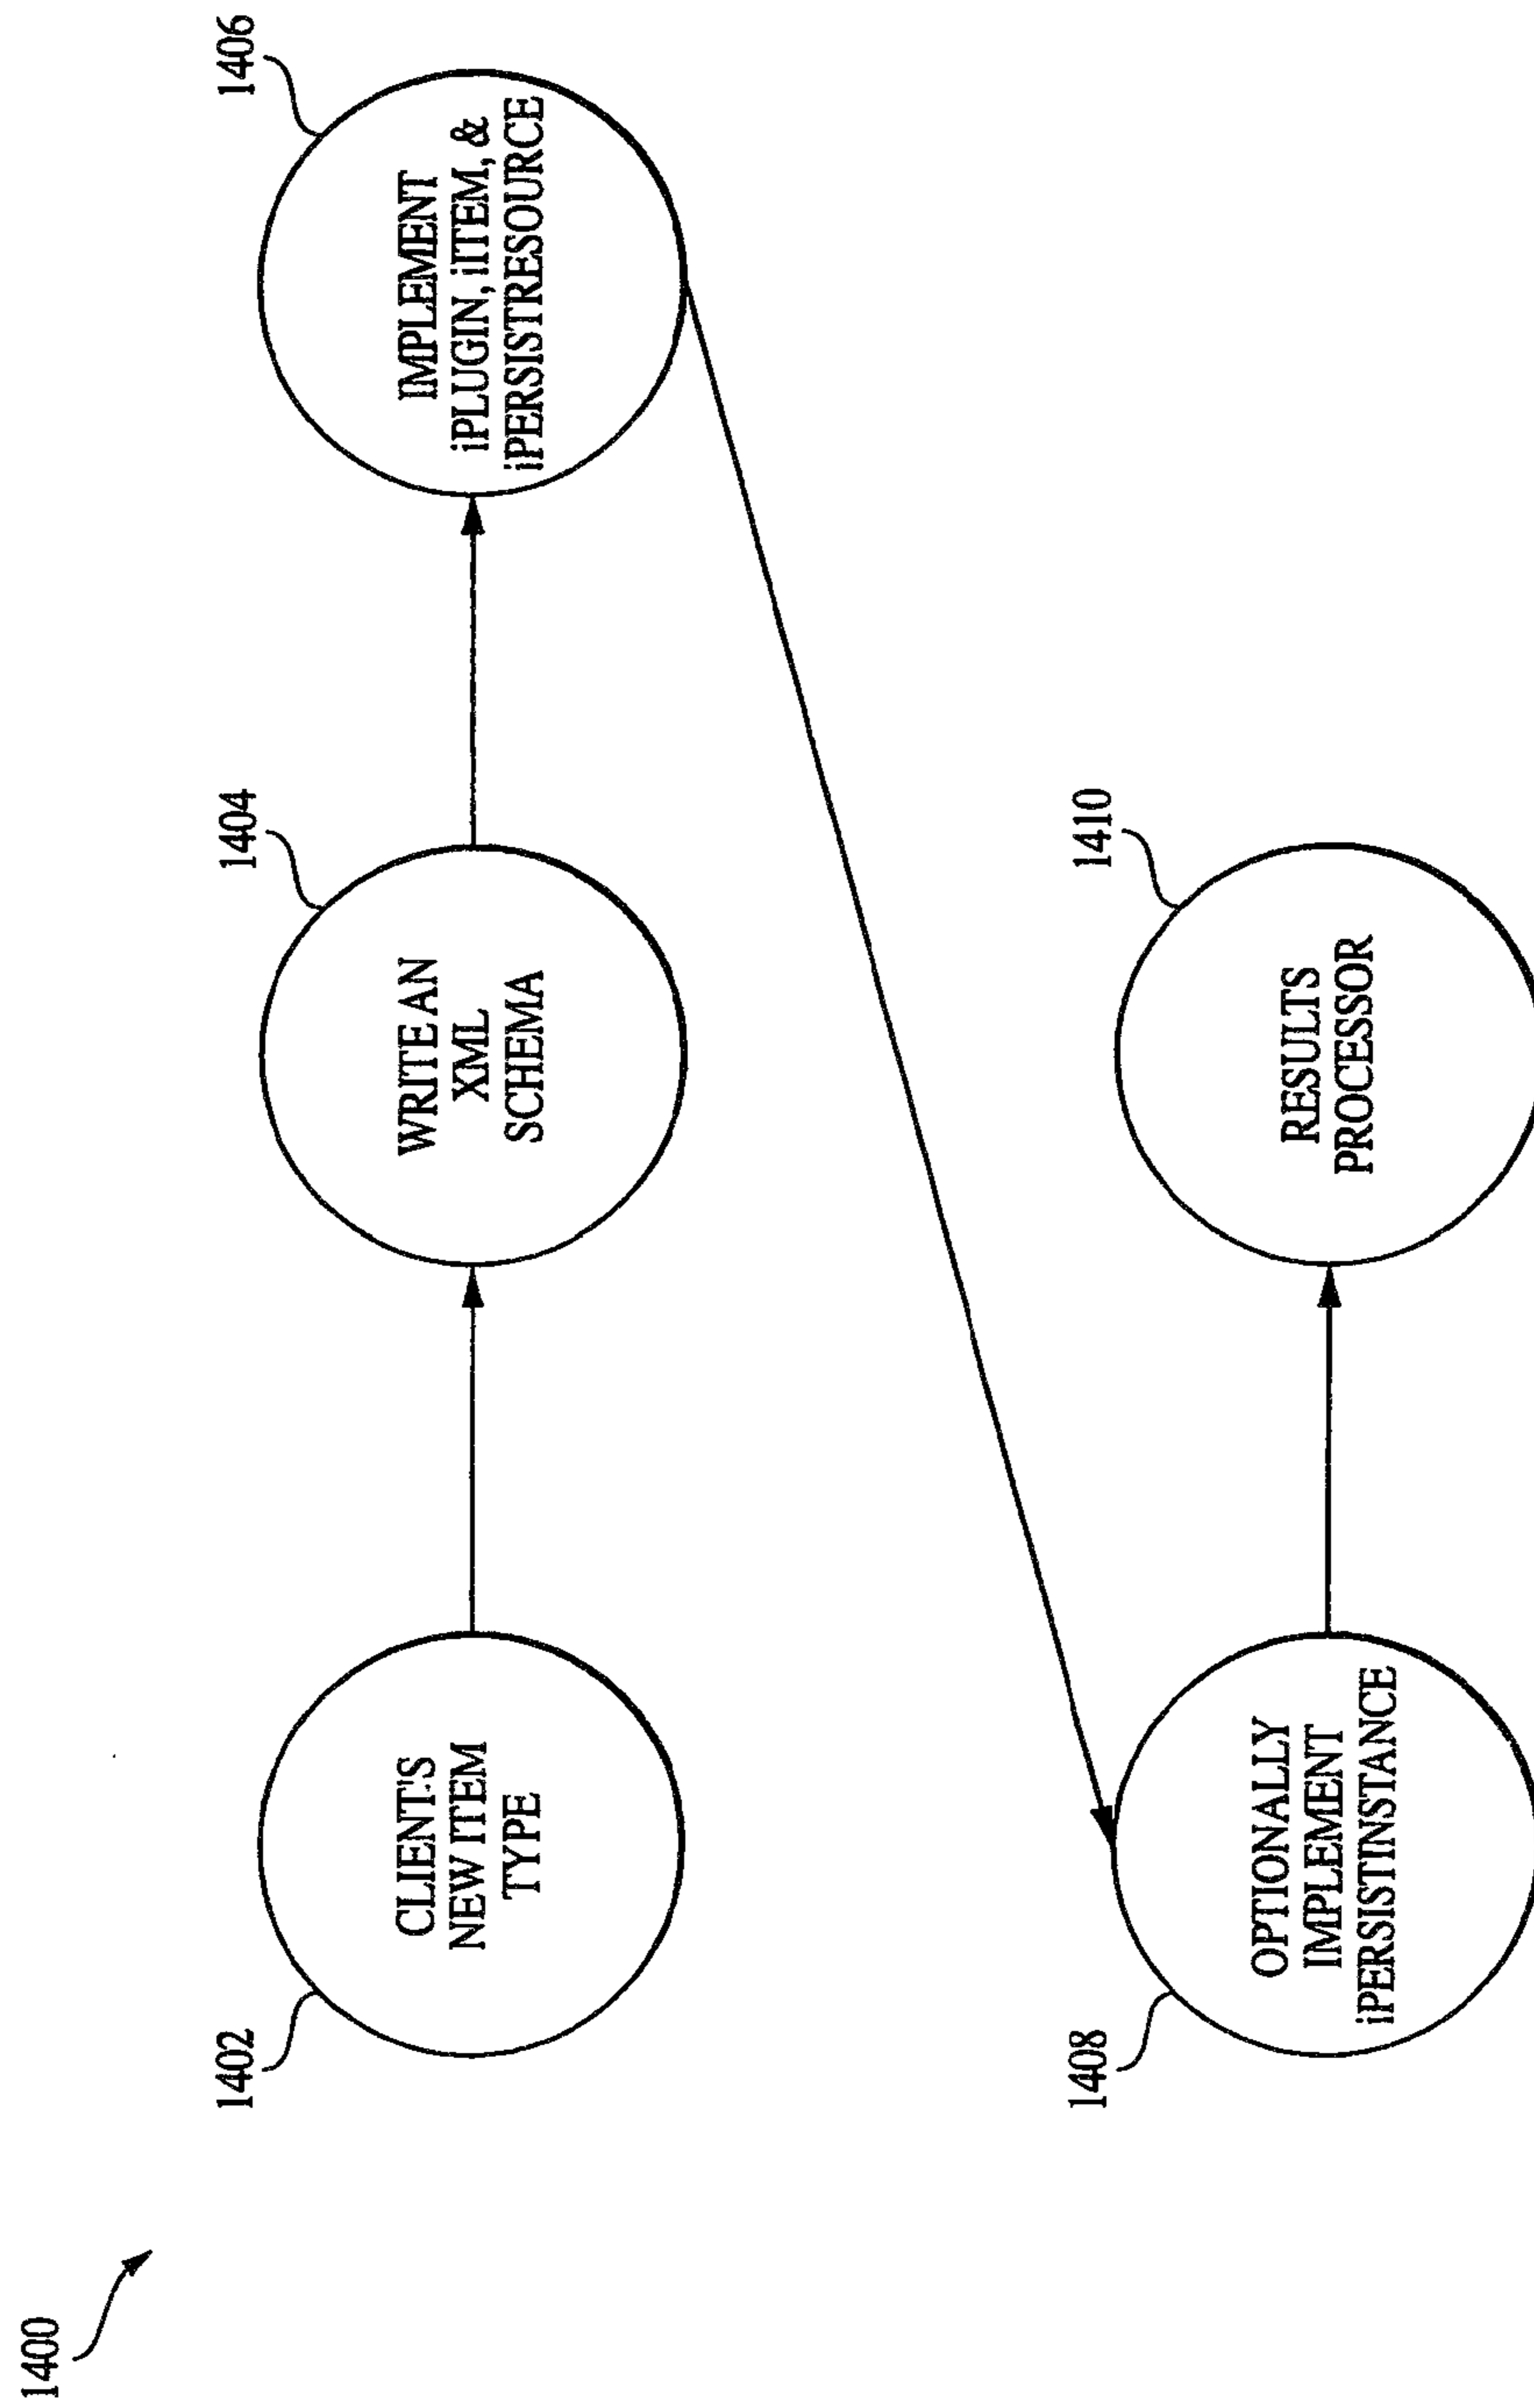 1400
1402
CLIENT'S
NEW ITEM
TYPE
1404
WRITE AN
XML
SCHEMA
1406
IMPLEMENT
iPLUGIN, iITEM, &
iPERSISTRESOURCE
1408
OPTIONALLY
IMPLEMENT
iPERSISTINSTANCE
1410
RESULTS
PROCESSOR